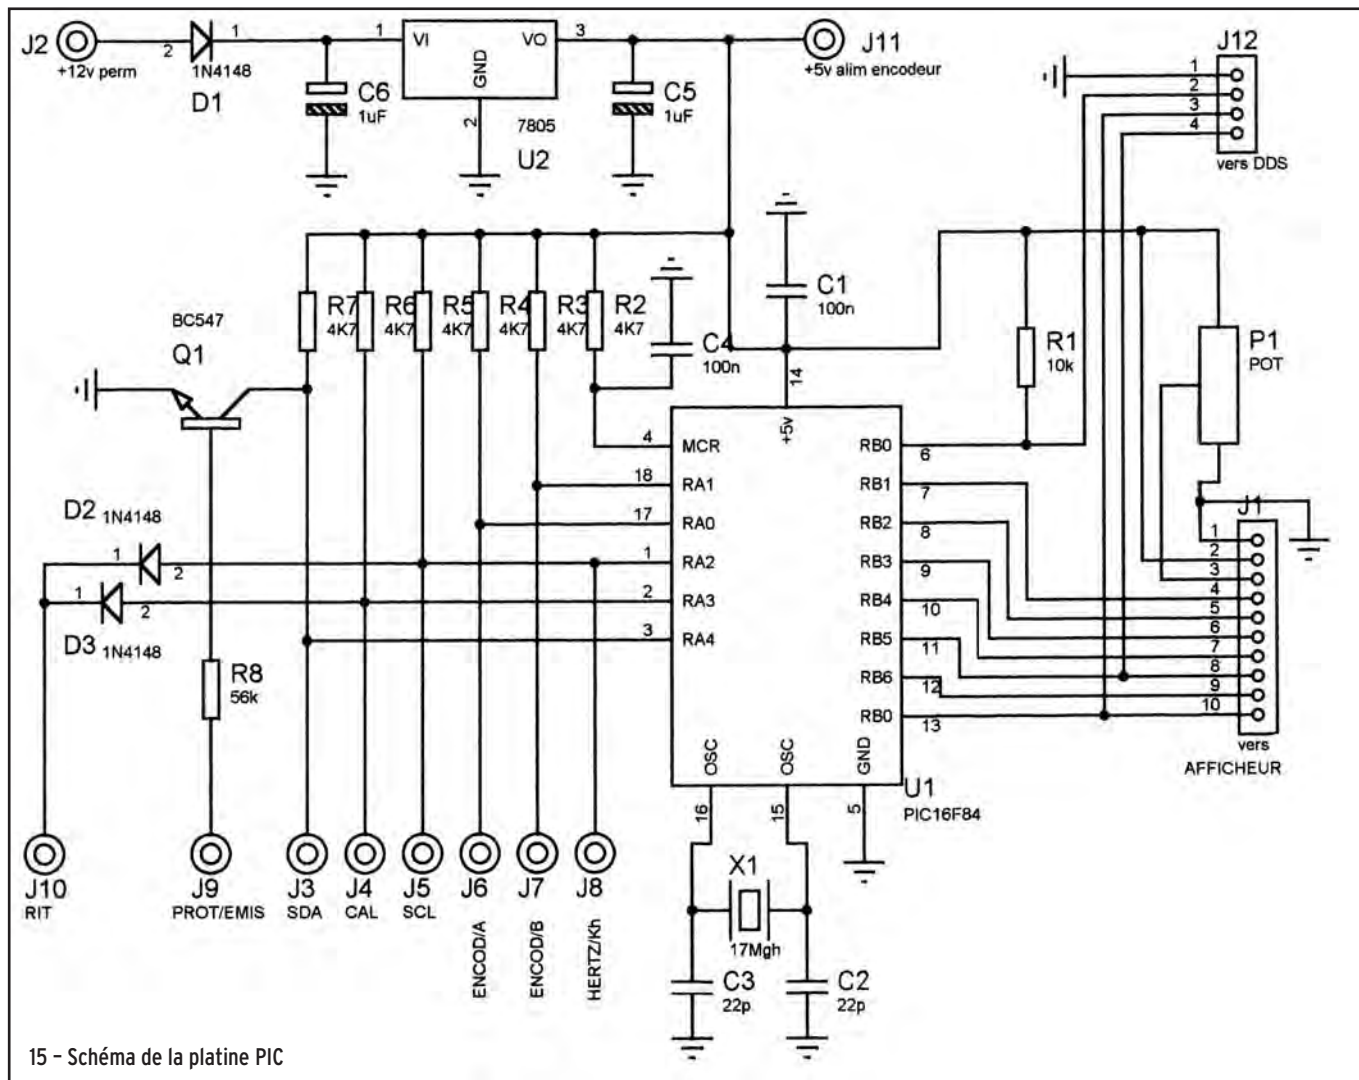 J2
+12v perm
2
1
1N4148
D1
1
VI
VO
3
GND
2
7805
U2
C6
1uF
C5
1uF
J11
+5v alim encodeur
J12
1
2
3
4
vers DDS
BC547
Q1
R7
4K7
R6
4K7
R5
4K7
R4
4K7
R3
4K7
R2
4K7
C4
100n
C1
100n
R1
10k
P1
POT
14
+5v
4
MCR
18
RA1
17
RA0
1
RA2
2
RA3
3
RA4
RB0
6
RB1
7
RB2
8
RB3
9
RB4
10
RB5
11
RB6
12
RB0
13
OSC
OSC
GND
16
15
5
U1
PIC16F84
J1
1
2
3
4
5
6
7
8
9
10
vers
AFFICHEUR
D2
1N4148
1
2
1
2
D3
1N4148
R8
56k
J10
RIT
J9
PROT/EMIS
J3
SDA
J4
CAL
J5
SCL
J6
ENCOD/A
J7
ENCOD/B
J8
HERTZ/Kh
X1
17Mgh
C3
22p
C2
22p
15 – Schéma de la platine PIC